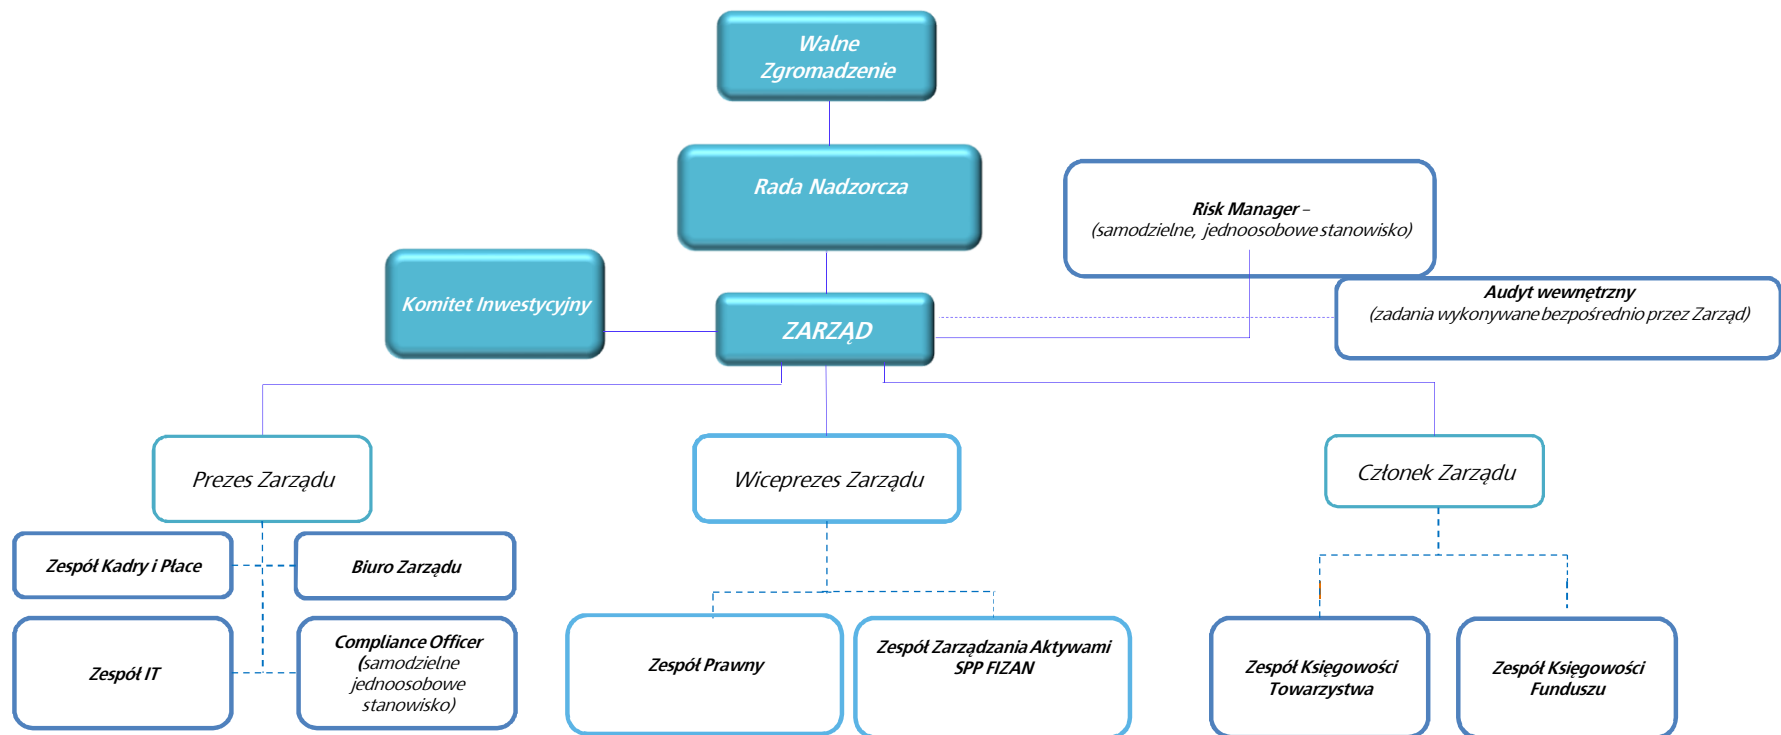 Walne
Zgromadzenie
Rada Nadzorcza
Risk Manager –
(samodzielne, jednoosobowe stanowisko)
Komitet Inwestycyjny
ZARZĄD
Audyt wewnętrzny
(zadania wykonywane bezpośrednio przez Zarząd)
Prezes Zarządu
Wiceprezes Zarządu
Członek Zarządu
Zespół Kadry i Płace
Biuro Zarządu
Zespół IT
Compliance Officer
(samodzielne
jednoosobowe
stanowisko)
Zespół Prawny
Zespół Zarządzania Aktywami
SPP FIZAN
Zespół Księgowości
Towarzystwa
Zespół Księgowości
Funduszu